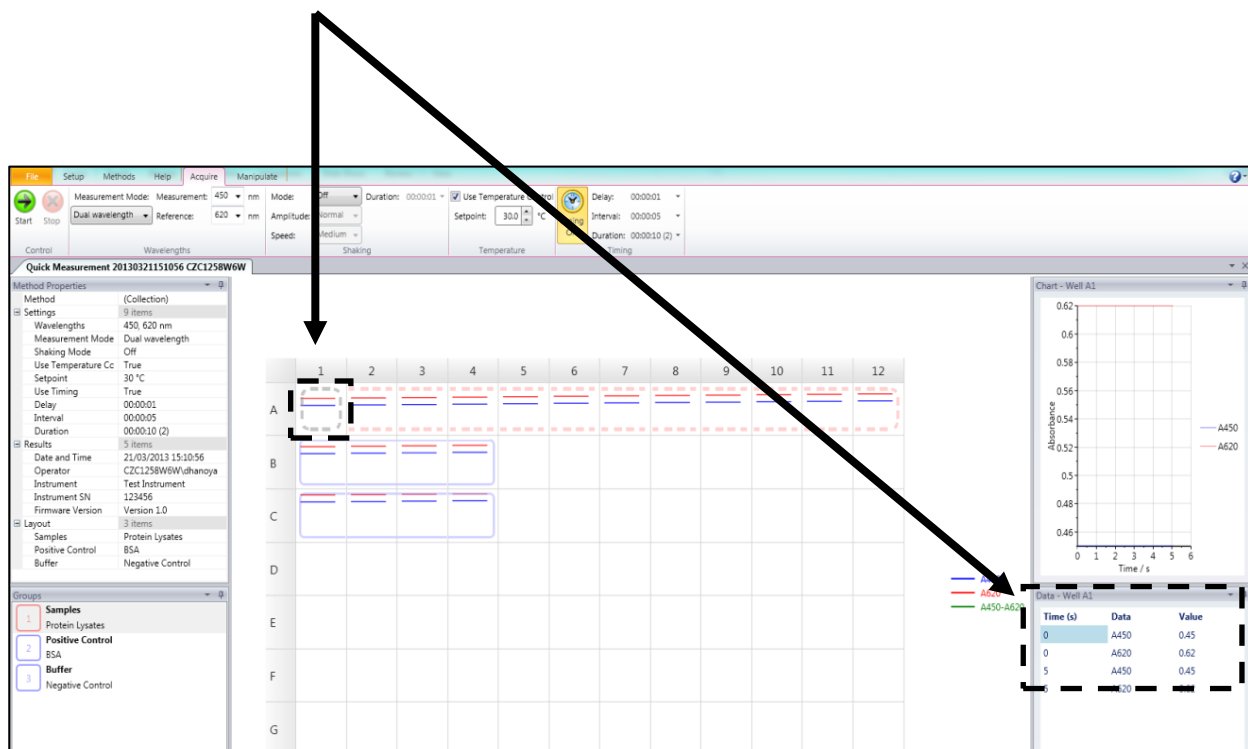 File Setup Methods Help Acquire Manipulate
Measurement Mode: Measurement: 450 nm Mode: Off Duration: 00:00:01 Use Temperature Control Delay: 00:00:01
Start Stop Dual wavelength Reference: 620 nm Amplitude: Normal Setpoint: 30.0 °C Interval: 00:00:05
Speed: Medium Duration: 00:00:10 (2)
Control Wavelengths Shaking Temperature Timing
Quick Measurement 20130321151056 CZC1258W6W
Method Properties
Method (Collection)
Settings 9 items
Wavelengths 450, 620 nm
Measurement Mode Dual wavelength
Shaking Mode Off
Use Temperature Cc True
Setpoint 30 °C
Use Timing True
Delay 00:00:01
Interval 00:00:05
Duration 00:00:10 (2)
Results 5 items
Date and Time 21/03/2013 15:10:56
Operator CZC1258W6W\dhanoya
Instrument Test Instrument
Instrument SN 123456
Firmware Version Version 1.0
Layout 3 items
Samples Protein Lysates
Positive Control BSA
Buffer Negative Control
Groups
1 Samples
Protein Lysates
2 Positive Control
BSA
3 Buffer
Negative Control
1 2 3 4 5 6 7 8 9 10 11 12
A
B
C
D
E
F
G
A620
A450-A620
Chart - Well A1
0.62
0.6
0.58
0.56
0.54
0.52
0.5
0.48
0.46
Absorbance
0 1 2 3 4 5 6
Time / s
A450
A620
Data - Well A1
Time (s) Data Value
0 A450 0.45
0 A620 0.62
5 A450 0.45
A620